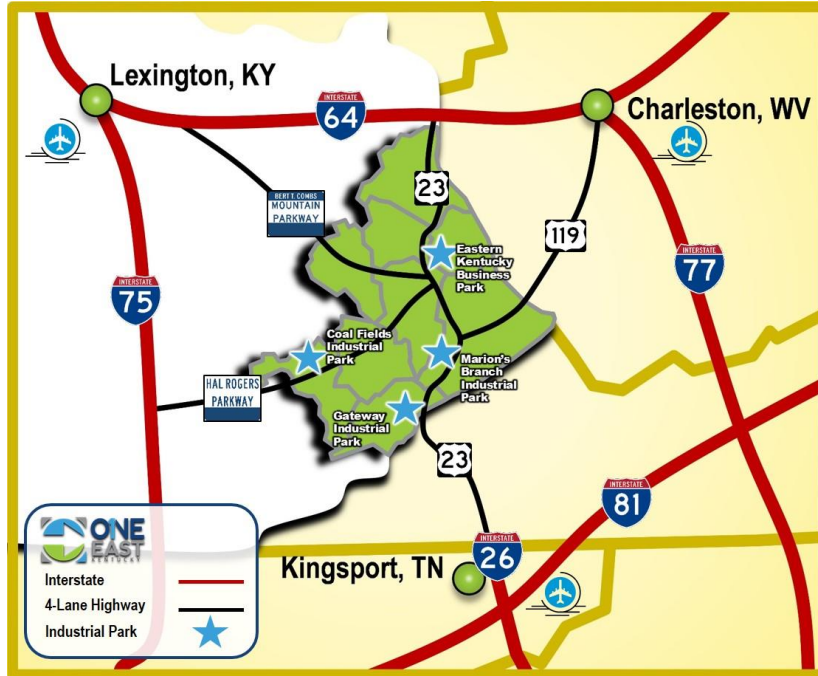 Lexington, KY
INTERSTATE
64
Charleston, WV
BERT T. COMBS
MOUNTAIN
PARKWAY
23
119
INTERSTATE
75
INTERSTATE
77
Eastern
Kentucky
Business
Park
Coal Fields
Industrial
Park
Marion's
Branch
Industrial
Park
HAL ROGERS
PARKWAY
Gateway
Industrial
Park
23
INTERSTATE
81
INTERSTATE
26
Kingsport, TN
ONE
EAST
KENTUCKY
Interstate
4-Lane Highway
Industrial Park